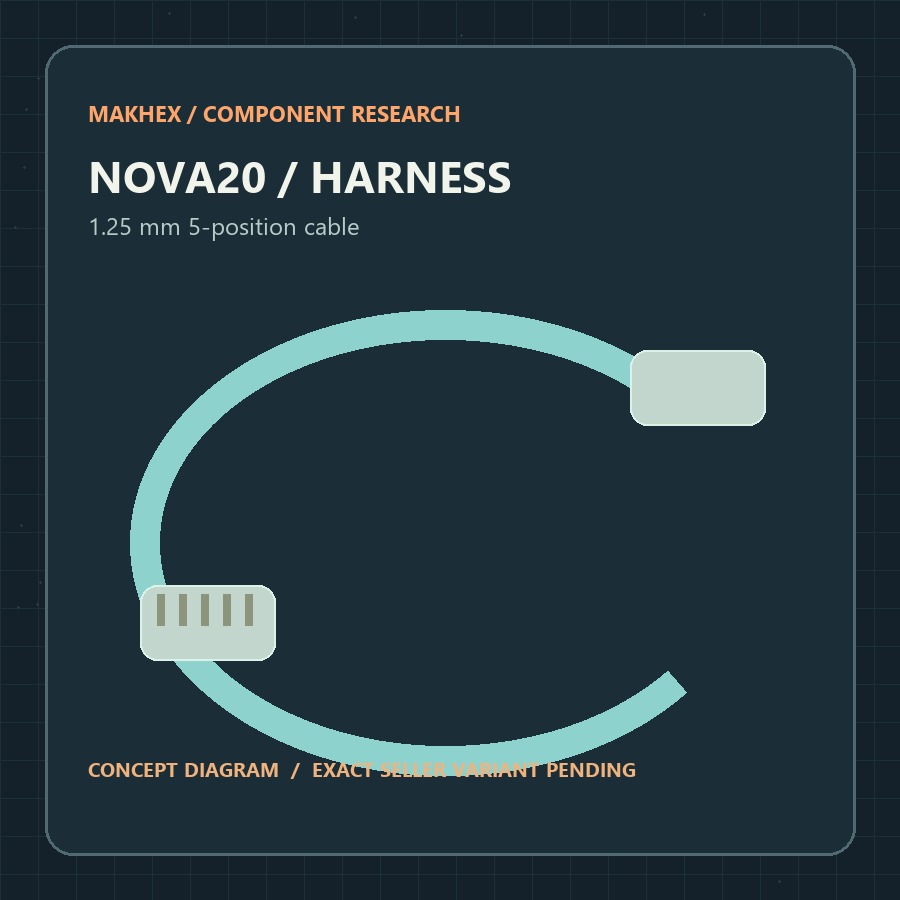 MAKHEX / COMPONENT RESEARCH
NOVA20 / HARNESS
1.25 mm 5-position cable
CONCEPT DIAGRAM / EXACT SELLER VARIANT PENDING